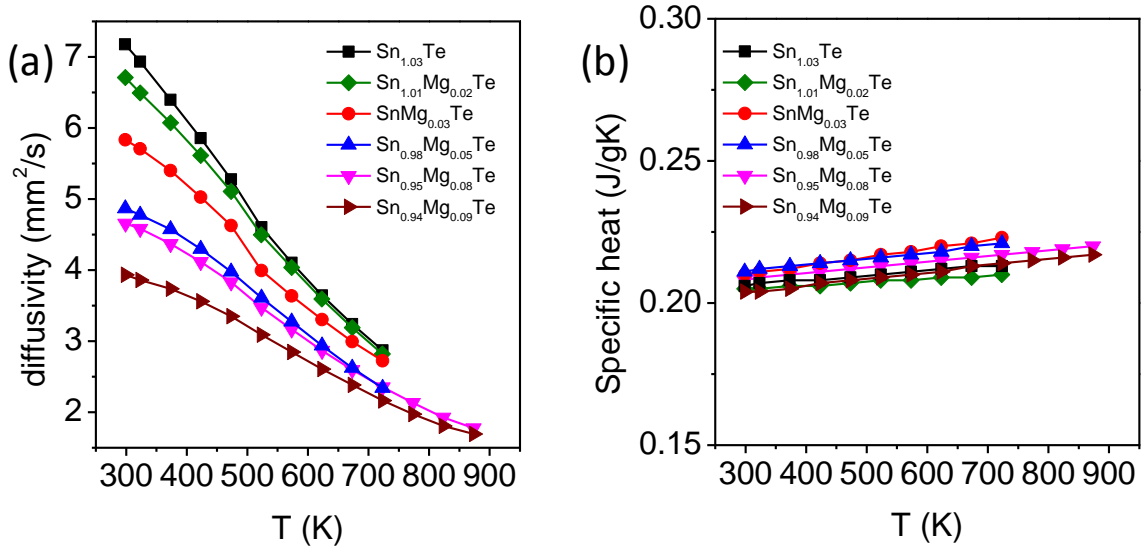 (a)
diffusivity (mm²/s)
7
6
5
4
3
2
300 400 500 600 700 800 900
T (K)
Sn₁.₀₃Te
Sn₁.₀₁Mg₀.₀₂Te
SnMg₀.₀₃Te
Sn₀.₉₈Mg₀.₀₅Te
Sn₀.₉₅Mg₀.₀₈Te
Sn₀.₉₄Mg₀.₀₉Te
(b)
Specific heat (J/gK)
0.30
0.25
0.20
0.15
300 400 500 600 700 800 900
T (K)
Sn₁.₀₃Te
Sn₁.₀₁Mg₀.₀₂Te
SnMg₀.₀₃Te
Sn₀.₉₈Mg₀.₀₅Te
Sn₀.₉₅Mg₀.₀₈Te
Sn₀.₉₄Mg₀.₀₉Te